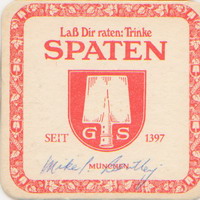 Laß Dir raten: Trinke
SPATEN
G S
SEIT 1397
MÜNCHEN